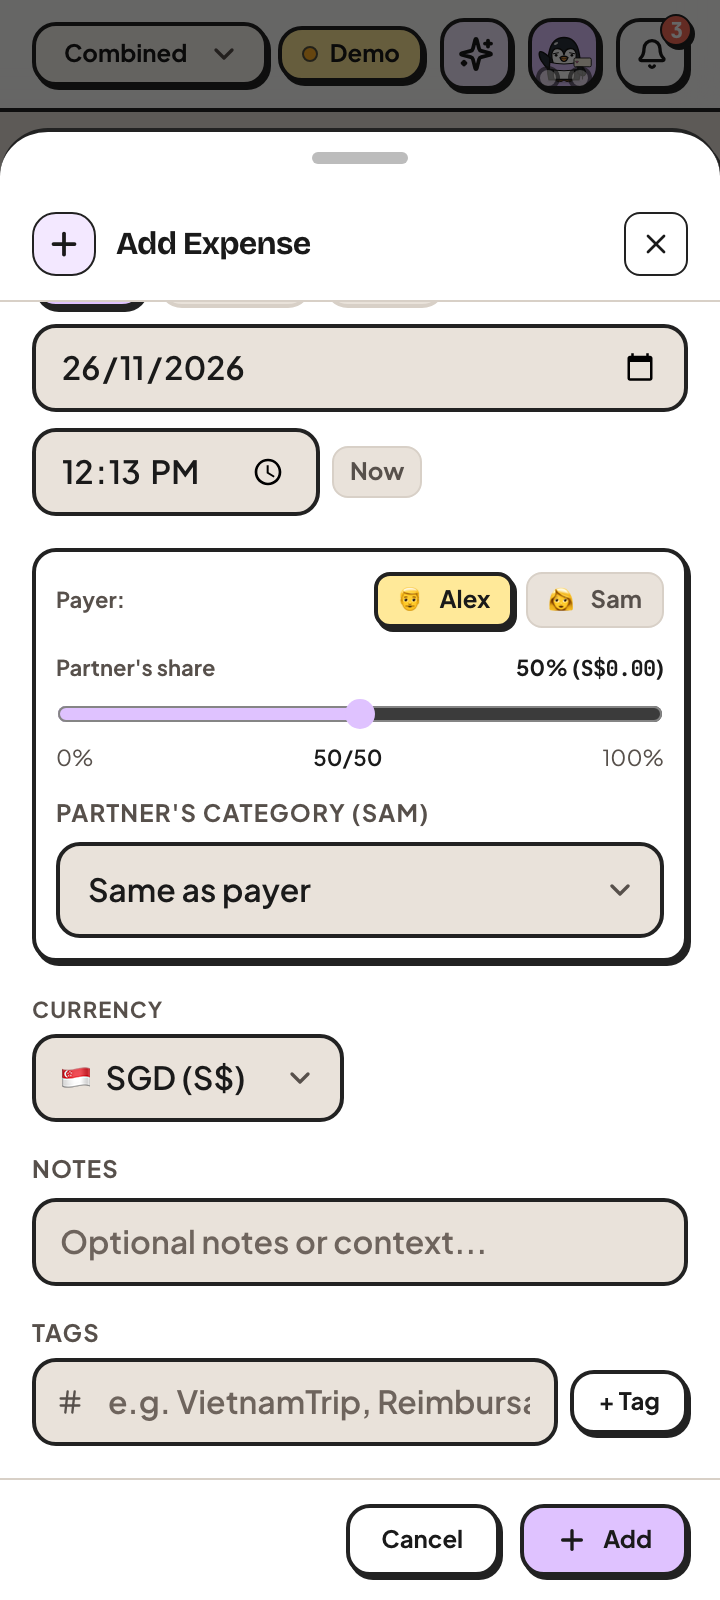 Combined
Demo
3
Add Expense
26/11/2026
12:13 PM
Now
Payer:
Alex
Sam
Partner's share
50% (S$0.00)
0%
50/50
100%
PARTNER'S CATEGORY (SAM)
Same as payer
CURRENCY
SGD (S$)
NOTES
Optional notes or context...
TAGS
# e.g. VietnamTrip, Reimbursa
+ Tag
Cancel
+ Add